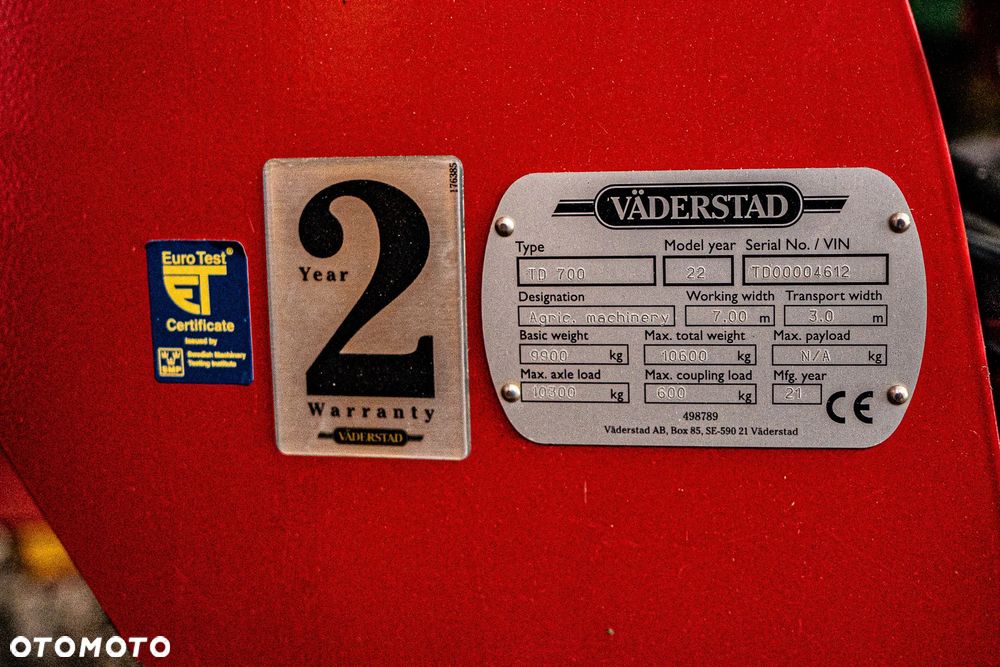 Euro Test®
ET
Certificate
Issued by
Swedish Machinery
Testing Institute
SMP
176385
2
Year
Warranty
VÄDERSTAD
VÄDERSTAD
Type Model year Serial No. / VIN
TD 700 22 TD00004612
Designation Working width Transport width
Agric. machinery 7.00 m 3.0 m
Basic weight Max. total weight Max. payload
9900 kg 10600 kg N/A kg
Max. axle load Max. coupling load Mfg. year
10300 kg 600 kg 21
CE
498789
Väderstad AB, Box 85, SE-590 21 Väderstad
OTOMOTO